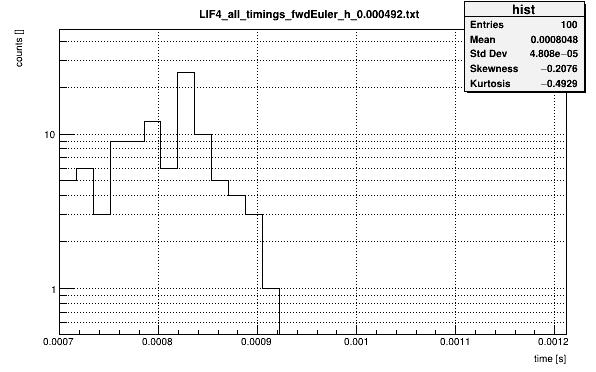 LIF4_all_timings_fwdEuler_h_0.000492.txt
hist
Entries 100
Mean 0.0008048
Std Dev 4.808e−05
Skewness −0.2076
Kurtosis −0.4929
counts []
10
1
0.0007 0.0008 0.0009 0.001 0.0011 0.0012
time [s]